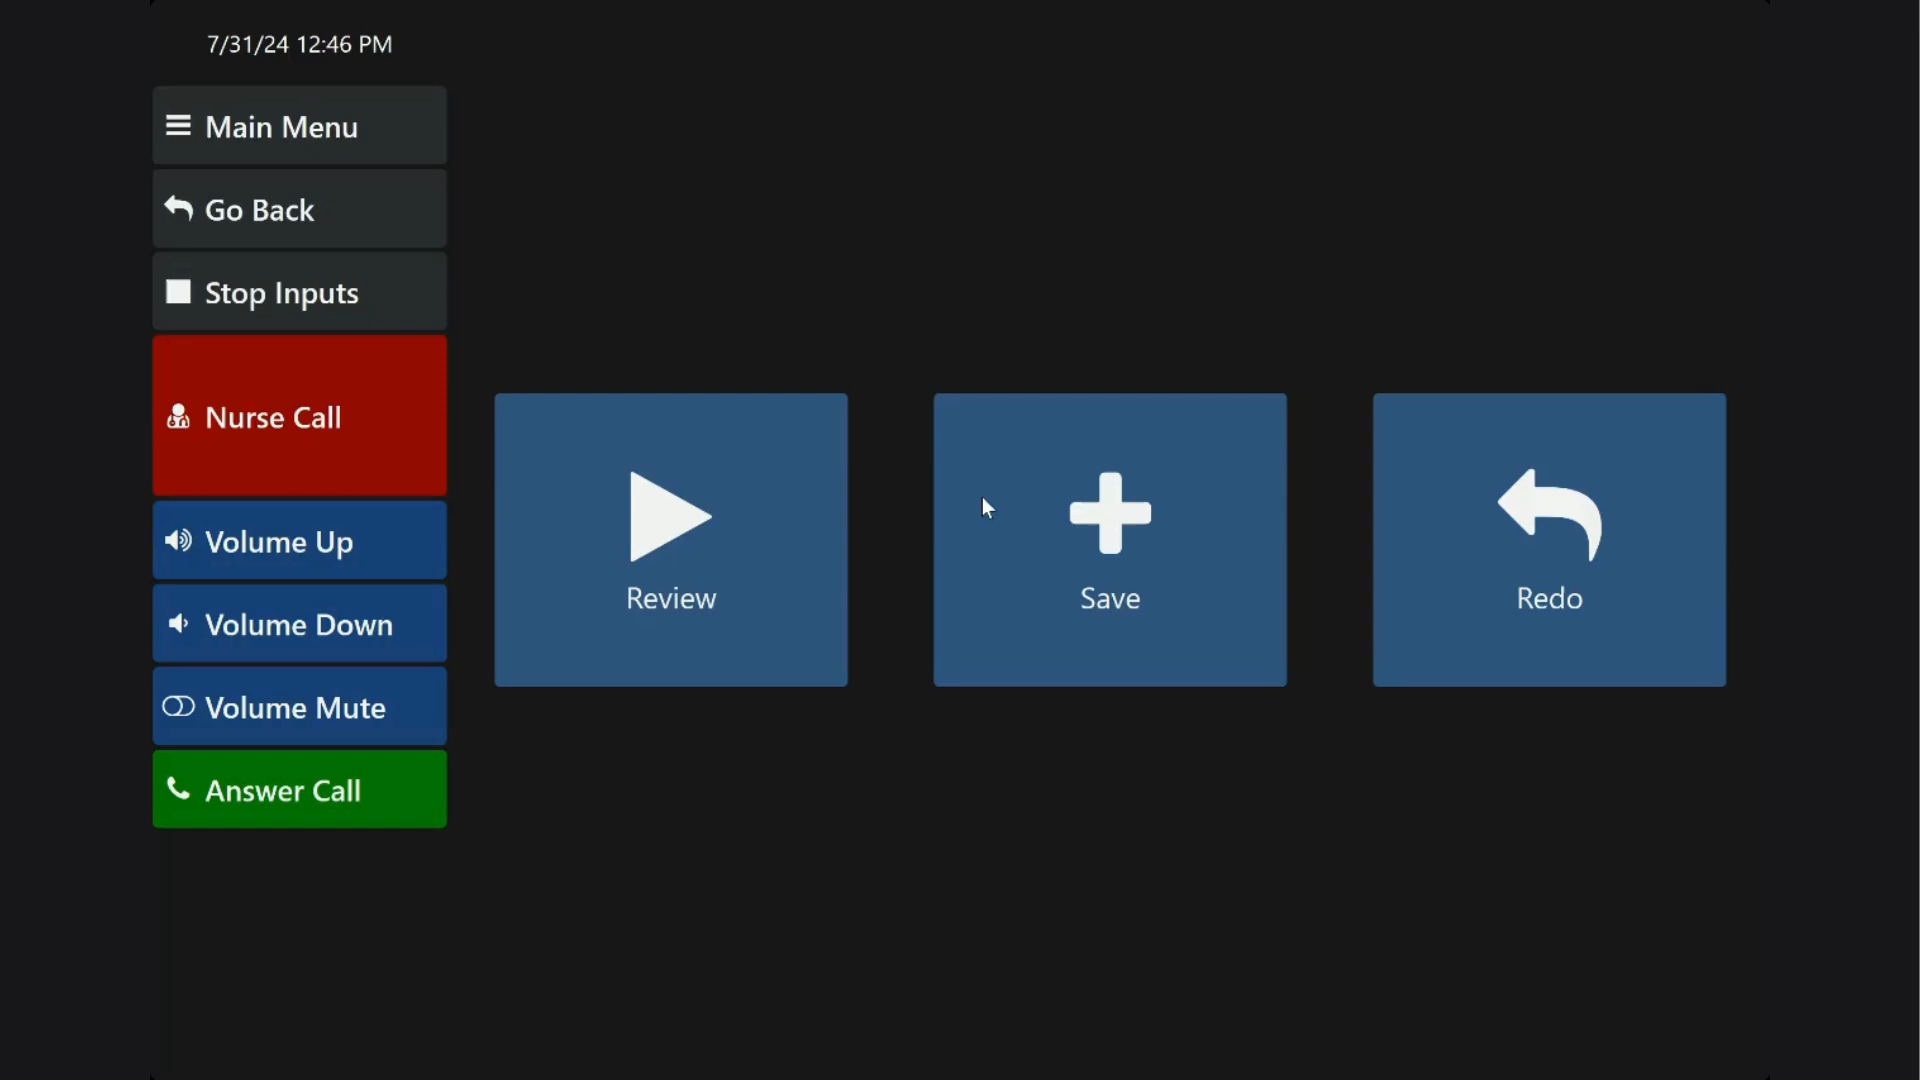 7/31/24 12:46 PM
Main Menu
Go Back
Stop Inputs
Nurse Call
Volume Up
Volume Down
Volume Mute
Answer Call
Review
Save
Redo